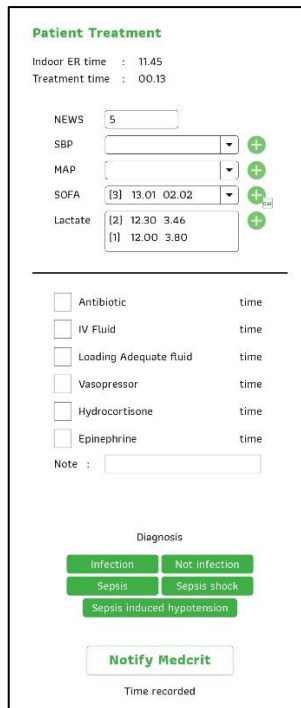 Patient Treatment
Indoor ER time : 11.45
Treatment time : 00.13
NEWS 5
SBP
MAP
SOFA (3) 13.01 02.02
Cal
Lactate (2) 12.30 3.46
(1) 12.00 3.80
Antibiotic time
IV Fluid time
Loading Adequate fluid time
Vasopressor time
Hydrocortisone time
Epinephrine time
Note :
Diagnosis
Infection Not infection
Sepsis Sepsis shock
Sepsis induced hypotension
Notify Medcrit
Time recorded